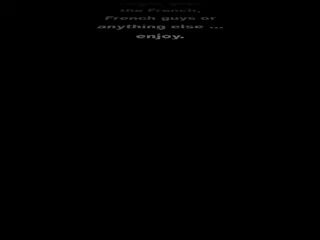 the French,
French guys or
anything else ...
enjoy.